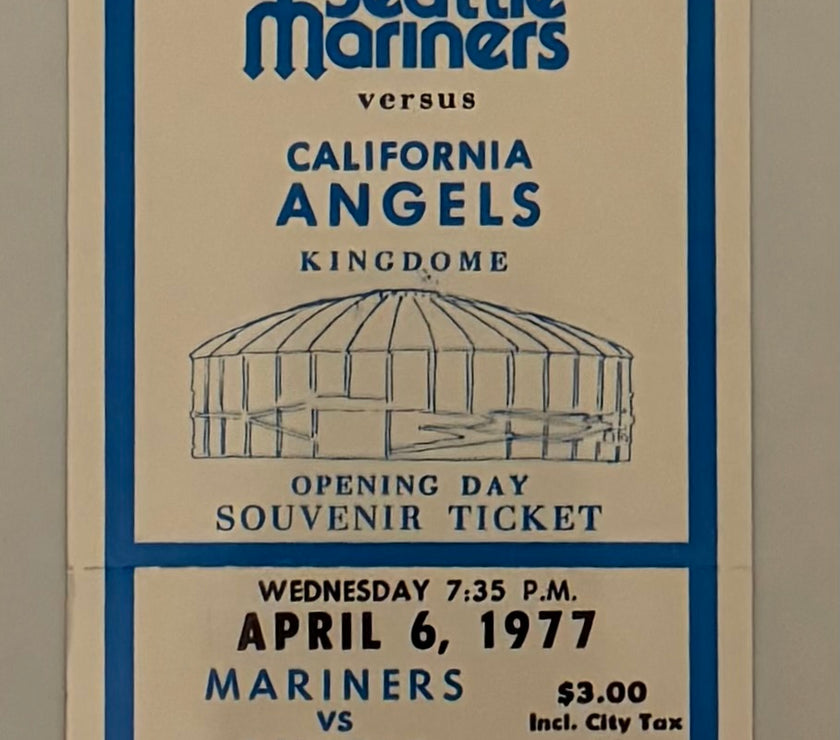 Seattle
Mariners
versus
CALIFORNIA
ANGELS
KINGDOME
OPENING DAY
SOUVENIR TICKET
WEDNESDAY 7:35 P.M.
APRIL 6, 1977
MARINERS
$3.00
VS
Incl. City Tax